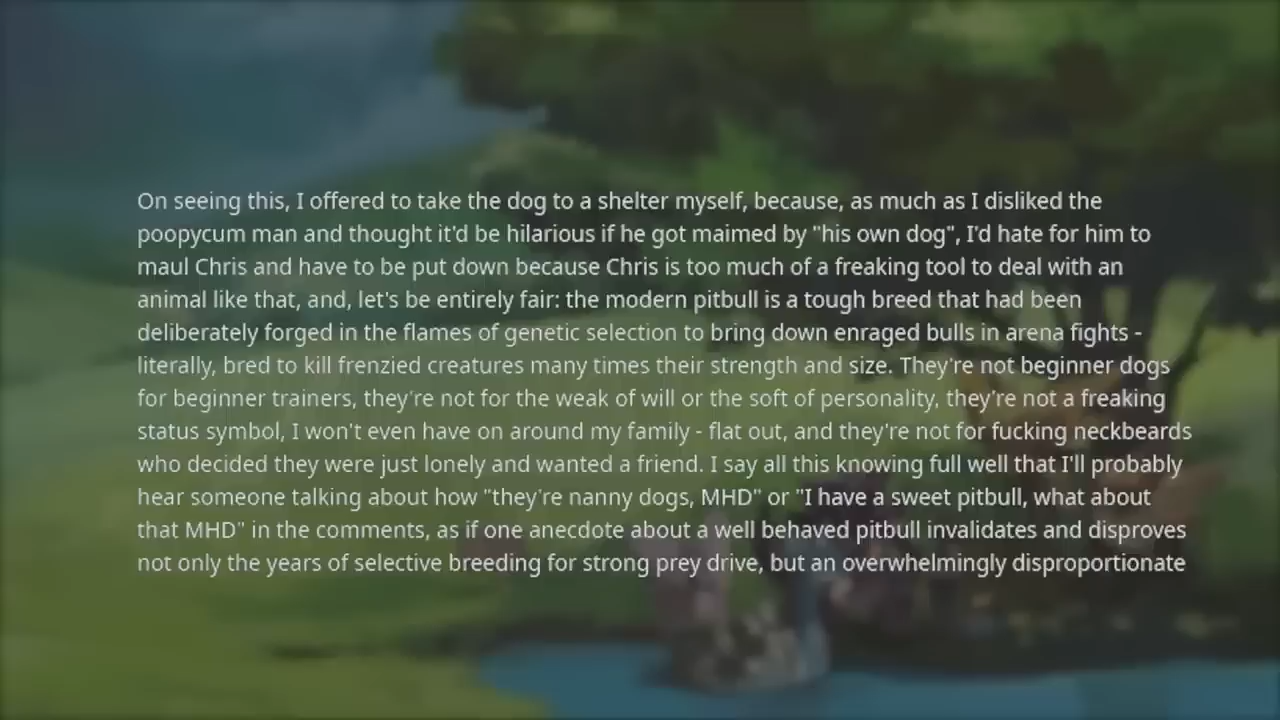 On seeing this, I offered to take the dog to a shelter myself, because, as much as I disliked the
poopycum man and thought it'd be hilarious if he got maimed by "his own dog", I'd hate for him to
maul Chris and have to be put down because Chris is too much of a freaking tool to deal with an
animal like that, and, let's be entirely fair: the modern pitbull is a tough breed that had been
deliberately forged in the flames of genetic selection to bring down enraged bulls in arena fights -
literally, bred to kill frenzied creatures many times their strength and size. They're not beginner dogs
for beginner trainers, they're not for the weak of will or the soft of personality, they're not a freaking
status symbol, I won't even have on around my family - flat out, and they're not for fucking neckbeards
who decided they were just lonely and wanted a friend. I say all this knowing full well that I'll probably
hear someone talking about how "they're nanny dogs, MHD" or "I have a sweet pitbull, what about
that MHD" in the comments, as if one anecdote about a well behaved pitbull invalidates and disproves
not only the years of selective breeding for strong prey drive, but an overwhelmingly disproportionate